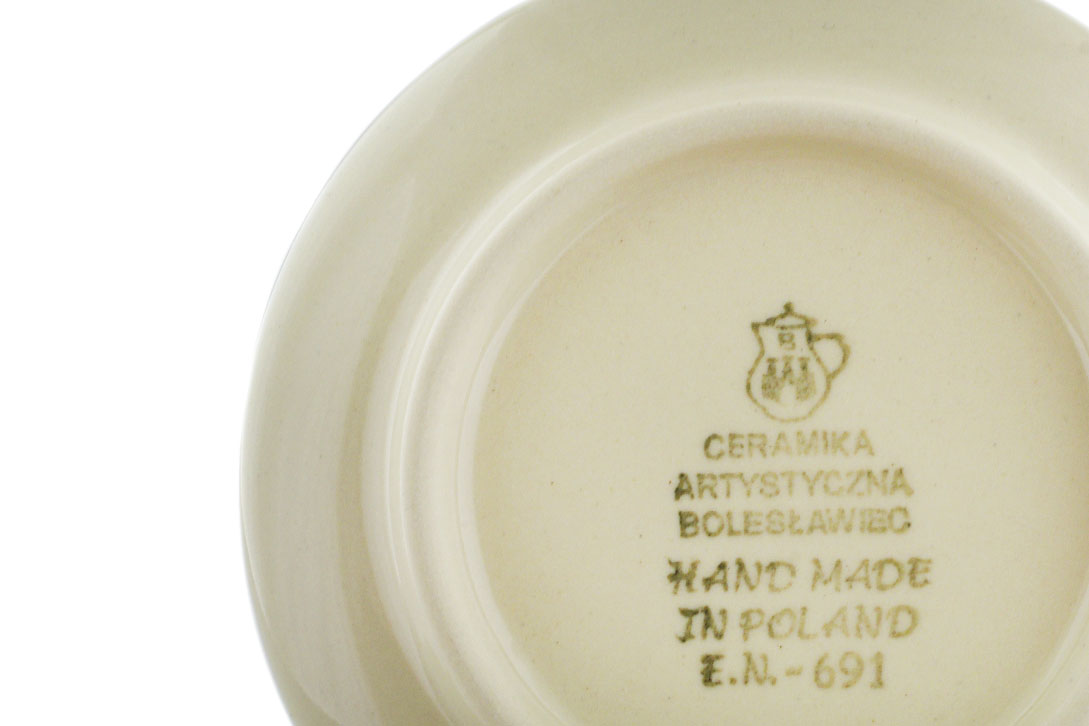 CERAMIKA
ARTYSTYCZNA
BOLESŁAWIEC
HAND MADE
IN POLAND
E.N.-691